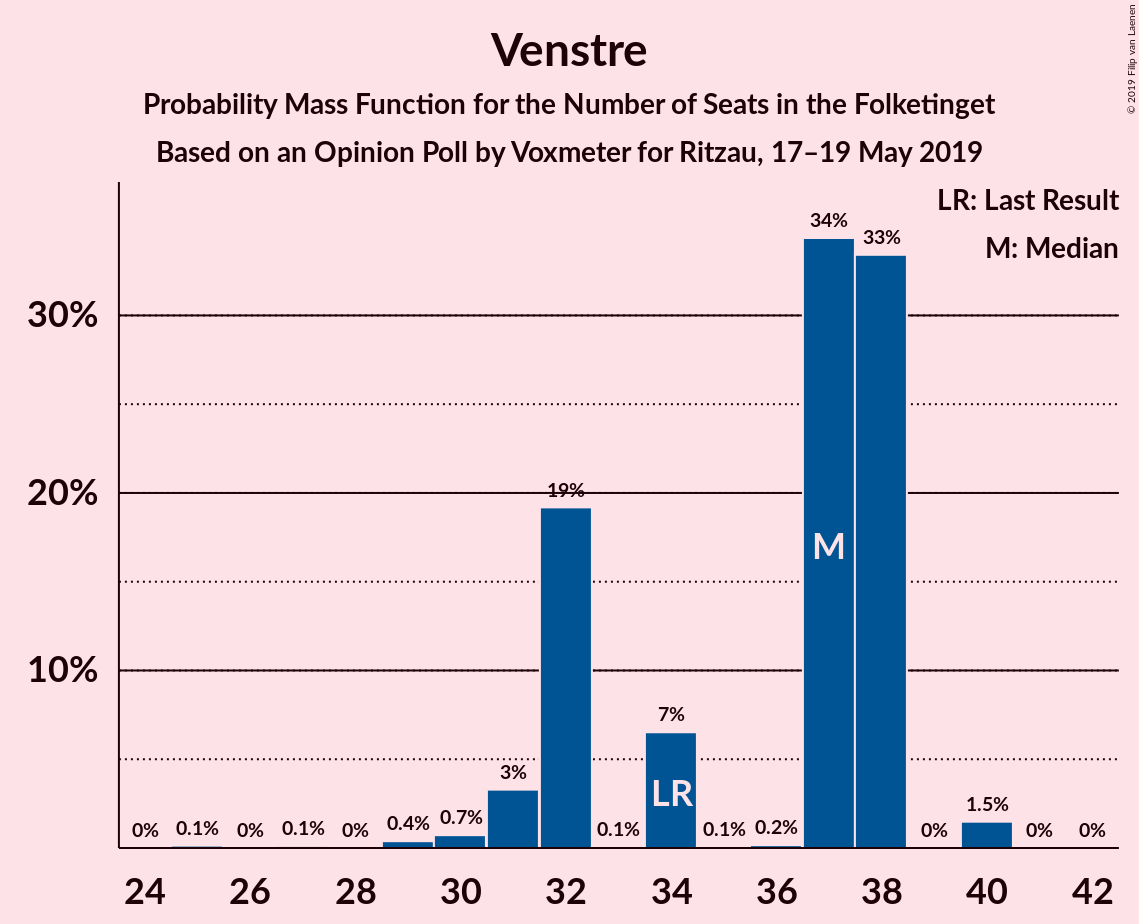 Venstre
Probability Mass Function for the Number of Seats in the Folketinget
Based on an Opinion Poll by Voxmeter for Ritzau, 17–19 May 2019
© 2019 Filip van Laenen
LR: Last Result
M: Median
30%
20%
10%
0%
0.1%
0%
0.1%
0%
0.4%
0.7%
3%
19%
0.1%
7%
0.1%
0.2%
34%
33%
0%
1.5%
0%
0%
LR
M
24 26 28 30 32 34 36 38 40 42